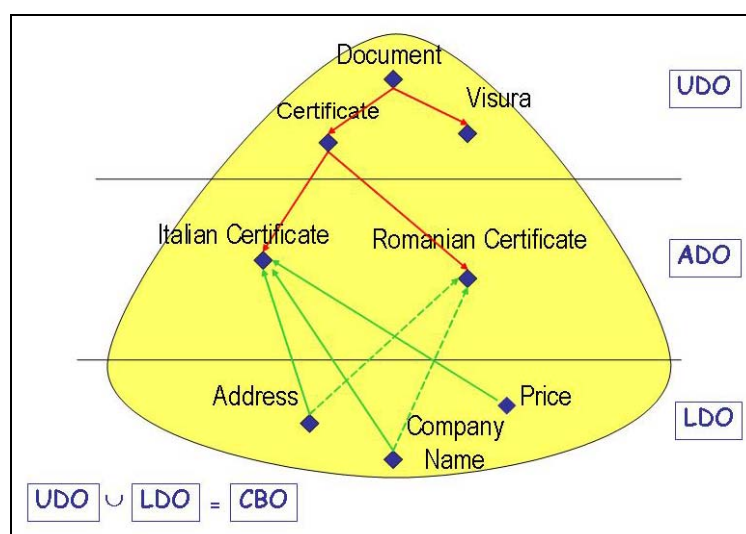 Document
UDO
Visura
Certificate
Italian Certificate
Romanian Certificate
ADO
Address
Price
Company
Name
LDO
UDO ∪ LDO = CBO